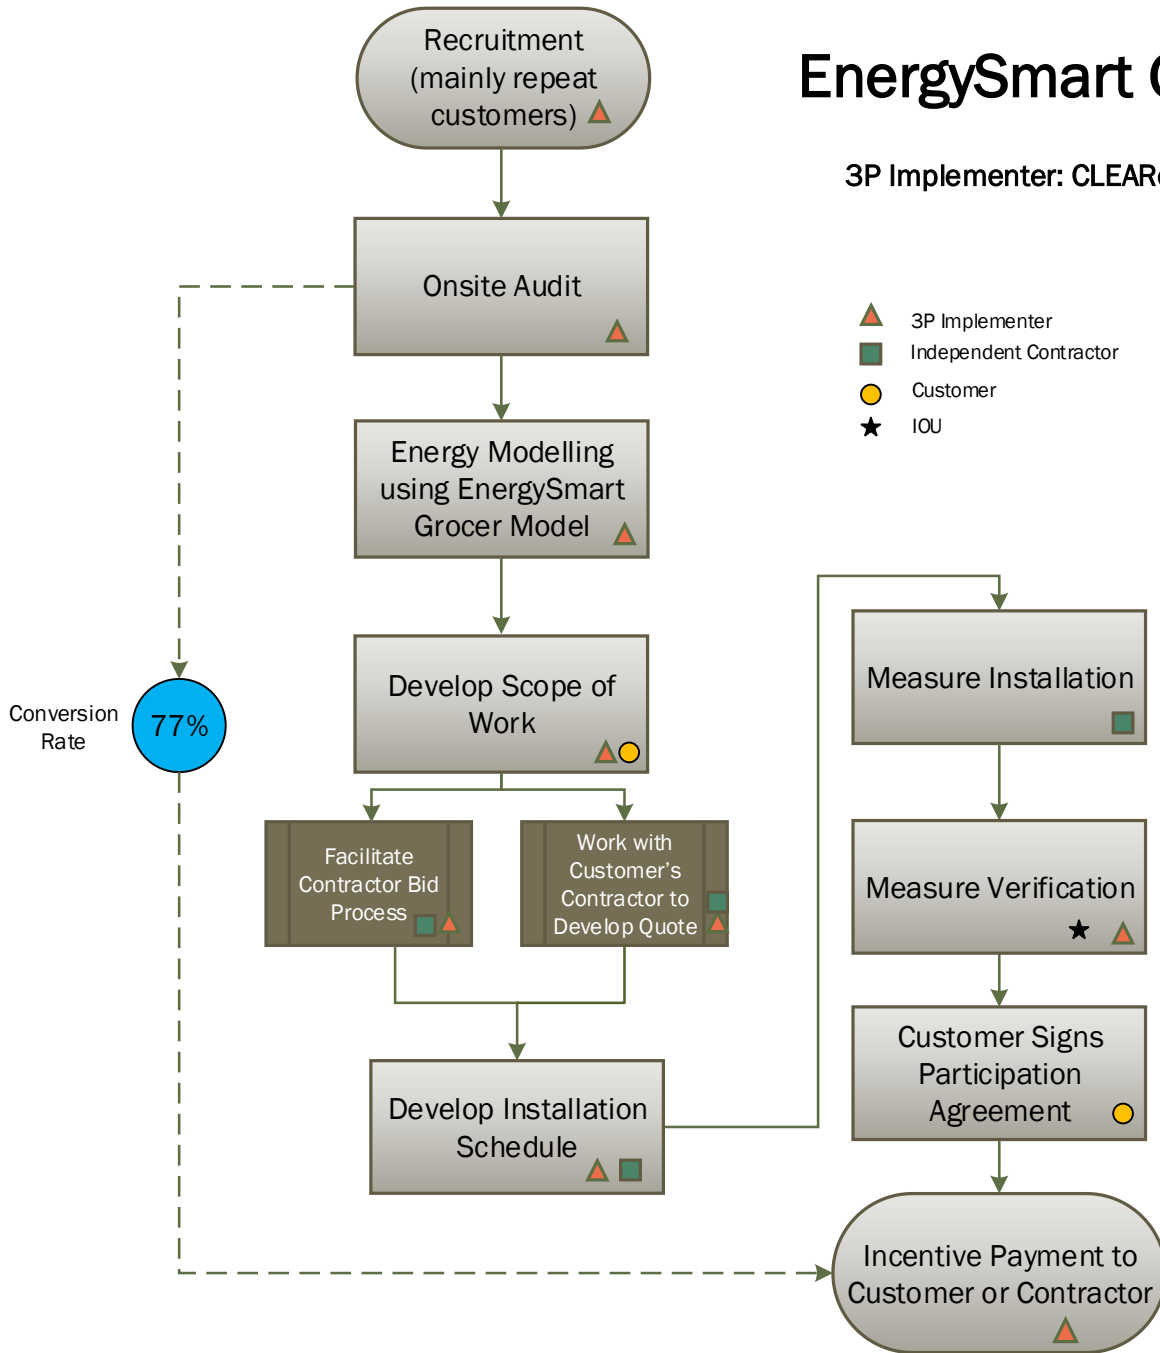 Recruitment
(mainly repeat
customers)
EnergySmart
3P Implementer:
Onsite Audit
3P Implementer
Independent Contractor
Customer
IOU
Energy Modelling
using EnergySmart
Grocer Model
Develop Scope of
Work
Conversion
Rate
77%
Facilitate
Contractor Bid
Process
Work with
Customer's
Contractor to
Develop Quote
Develop Installation
Schedule
Measure Installation
Measure Verification
Customer Signs
Participation
Agreement
Incentive Payment to
Customer or Contractor